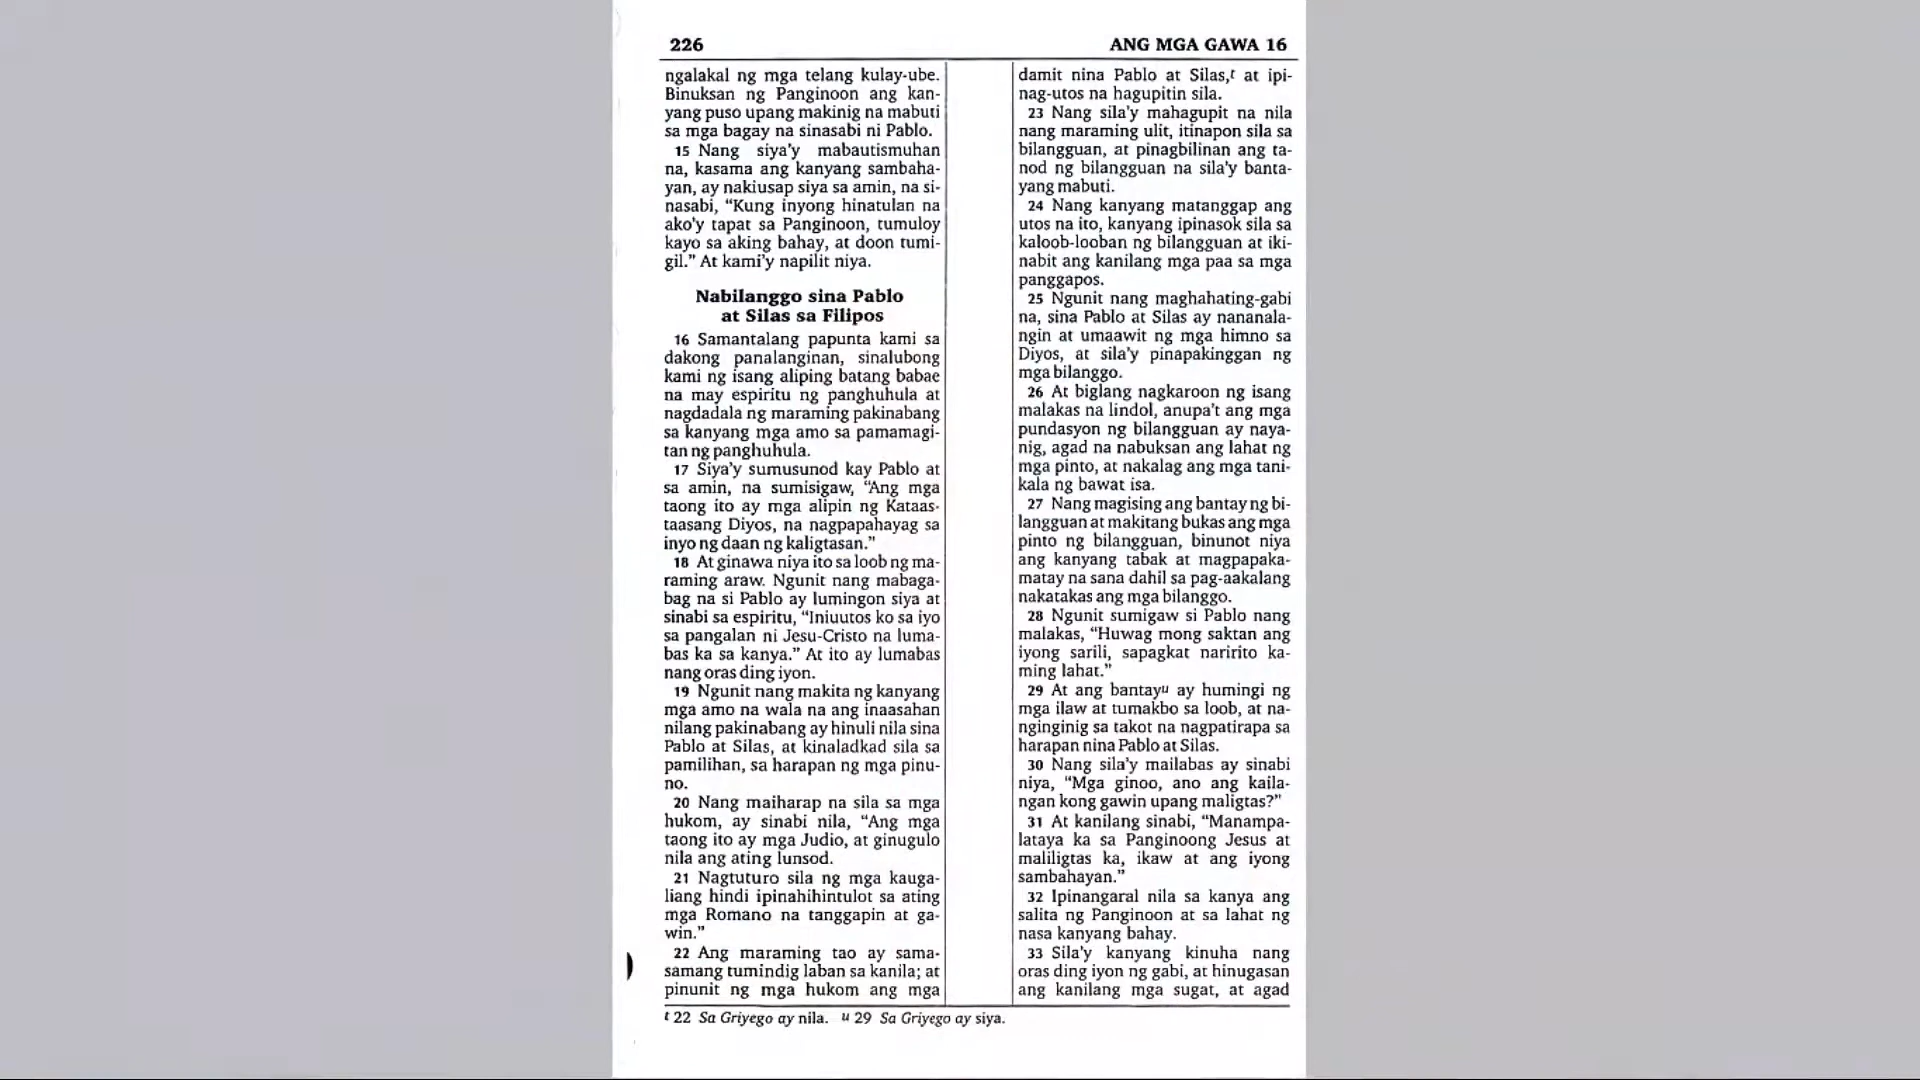 226
ANG MGA GAWA 16
ngalakal ng mga telang kulay-ube.
Binuksan ng Panginoon ang kan-
yang puso upang makinig na mabuti
sa mga bagay na sinasabi ni Pablo.
15 Nang siya'y mabautismuhan
na, kasama ang kanyang sambaha-
yan, ay nakiusap siya sa amin, na si-
nasabi, “Kung inyong hinatulan na
ako'y tapat sa Panginoon, tumuloy
kayo sa aking bahay, at doon tumi-
gil.” At kami'y napilit niya.
Nabilanggo sina Pablo
at Silas sa Filipos
16 Samantalang papunta kami sa
dakong panalanginan, sinalubong
kami ng isang aliping batang babae
na may espiritu ng panghuhula at
nagdadala ng maraming pakinabang
sa kanyang mga amo sa pamamagi-
tan ng panghuhula.
17 Siya'y sumusunod kay Pablo at
sa amin, na sumisigaw, “Ang mga
taong ito ay mga alipin ng Kataas-
taasang Diyos, na nagpapahayag sa
inyo ng daan ng kaligtasan.”
18 At ginawa niya ito sa loob ng ma-
raming araw. Ngunit nang mabaga-
bag na si Pablo ay lumingon siya at
sinabi sa espiritu, “Iniuutos ko sa iyo
sa pangalan ni Jesu-Cristo na luma-
bas ka sa kanya.” At ito ay lumabas
nang oras ding iyon.
19 Ngunit nang makita ng kanyang
mga amo na wala na ang inaasahan
nilang pakinabang ay hinuli nila sina
Pablo at Silas, at kinaladkad sila sa
pamilihan, sa harapan ng mga pinu-
no.
20 Nang maiharap na sila sa mga
hukom, ay sinabi nila, “Ang mga
taong ito ay mga Judio, at ginugulo
nila ang ating lunsod.
21 Nagtuturo sila ng mga kauga-
liang hindi ipinahihintulot sa ating
mga Romano na tanggapin at ga-
win.”
22 Ang maraming tao ay sama-
samang tumindig laban sa kanila; at
pinunit ng mga hukom ang mga
damit nina Pablo at Silas,t at ipi-
nag-utos na hagupitin sila.
23 Nang sila'y mahagupit na nila
nang maraming ulit, itinapon sila sa
bilangguan, at pinagbilinan ang ta-
nod ng bilangguan na sila'y banta-
yang mabuti.
24 Nang kanyang matanggap ang
utos na ito, kanyang ipinasok sila sa
kaloob-looban ng bilangguan at iki-
nabit ang kanilang mga paa sa mga
panggapos.
25 Ngunit nang maghahating-gabi
na, sina Pablo at Silas ay nananala-
ngin at umaawit ng mga himno sa
Diyos, at sila'y pinapakinggan ng
mga bilanggo.
26 At biglang nagkaroon ng isang
malakas na lindol, anupa't ang mga
pundasyon ng bilangguan ay naya-
nig, agad na nabuksan ang lahat ng
mga pinto, at nakalag ang mga tani-
kala ng bawat isa.
27 Nang magising ang bantay ng bi-
langguan at makitang bukas ang mga
pinto ng bilangguan, binunot niya
ang kanyang tabak at magpapaka-
matay na sana dahil sa pag-aakalang
nakatakas ang mga bilanggo.
28 Ngunit sumigaw si Pablo nang
malakas, “Huwag mong saktan ang
iyong sarili, sapagkat naririto ka-
ming lahat.”
29 At ang bantayu ay humingi ng
mga ilaw at tumakbo sa loob, at na-
nginginig sa takot na nagpatirapa sa
harapan nina Pablo at Silas.
30 Nang sila'y mailabas ay sinabi
niya, “Mga ginoo, ano ang kaila-
ngan kong gawin upang maligtas?”
31 At kanilang sinabi, “Manampa-
lataya ka sa Panginoong Jesus at
maliligtas ka, ikaw at ang iyong
sambahayan.”
32 Ipinangaral nila sa kanya ang
salita ng Panginoon at sa lahat ng
nasa kanyang bahay.
33 Sila'y kanyang kinuha nang
oras ding iyon ng gabi, at hinugasan
ang kanilang mga sugat, at agad
t 22 Sa Griyego ay nila. u 29 Sa Griyego ay siya.